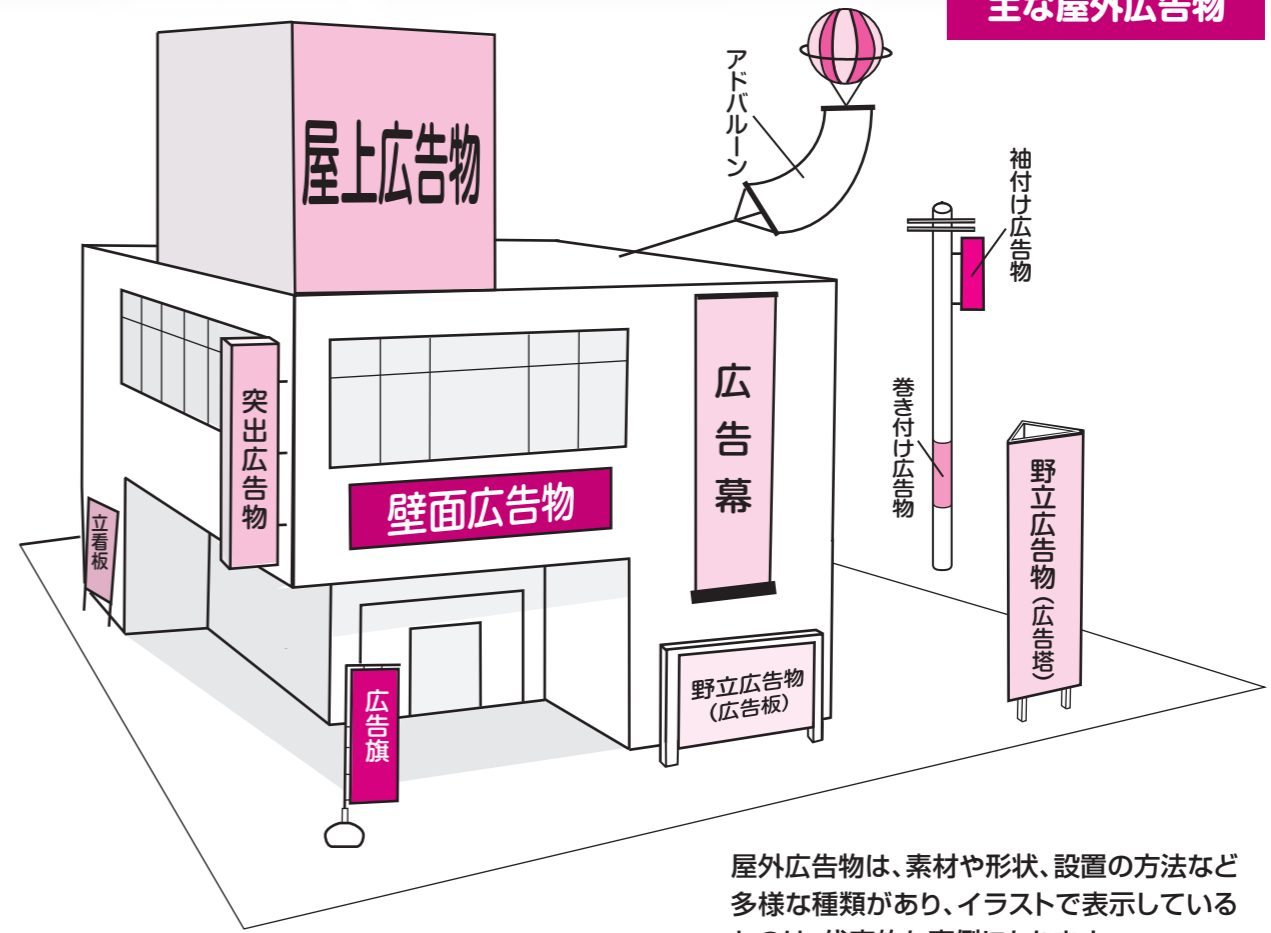 主な屋外広告物
屋上広告物
アドバルーン
袖付け広告物
突出広告物
広告幕
巻き付け広告物
野立広告物(広告塔)
壁面広告物
立看板
野立広告物
(広告板)
広告旗
屋外広告物は、素材や形状、設置の方法など
多様な種類があり、イラストで表示している